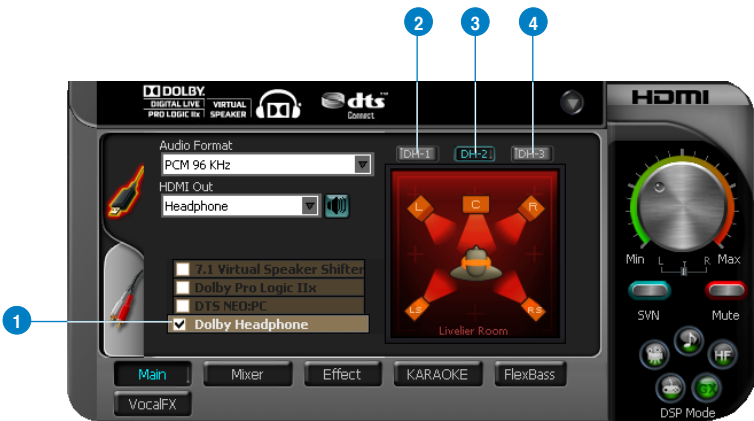 2 3 4
DOLBY
DIGITAL LIVE
PRO LOGIC IIx
VIRTUAL
SPEAKER
dts
Connect
HDMI
Audio Format
PCM 96 KHz
HDMI Out
Headphone
DH-1 DH-2 DH-3
L C R
LS RS
Livelier Room
7.1 Virtual Speaker Shifter
Dolby Pro Logic IIx
DTS NEO:PC
1
Dolby Headphone
Min L T R Max
SVN Mute
HF
GX
DSP Mode
Main Mixer Effect KARAOKE FlexBass
VocalFX